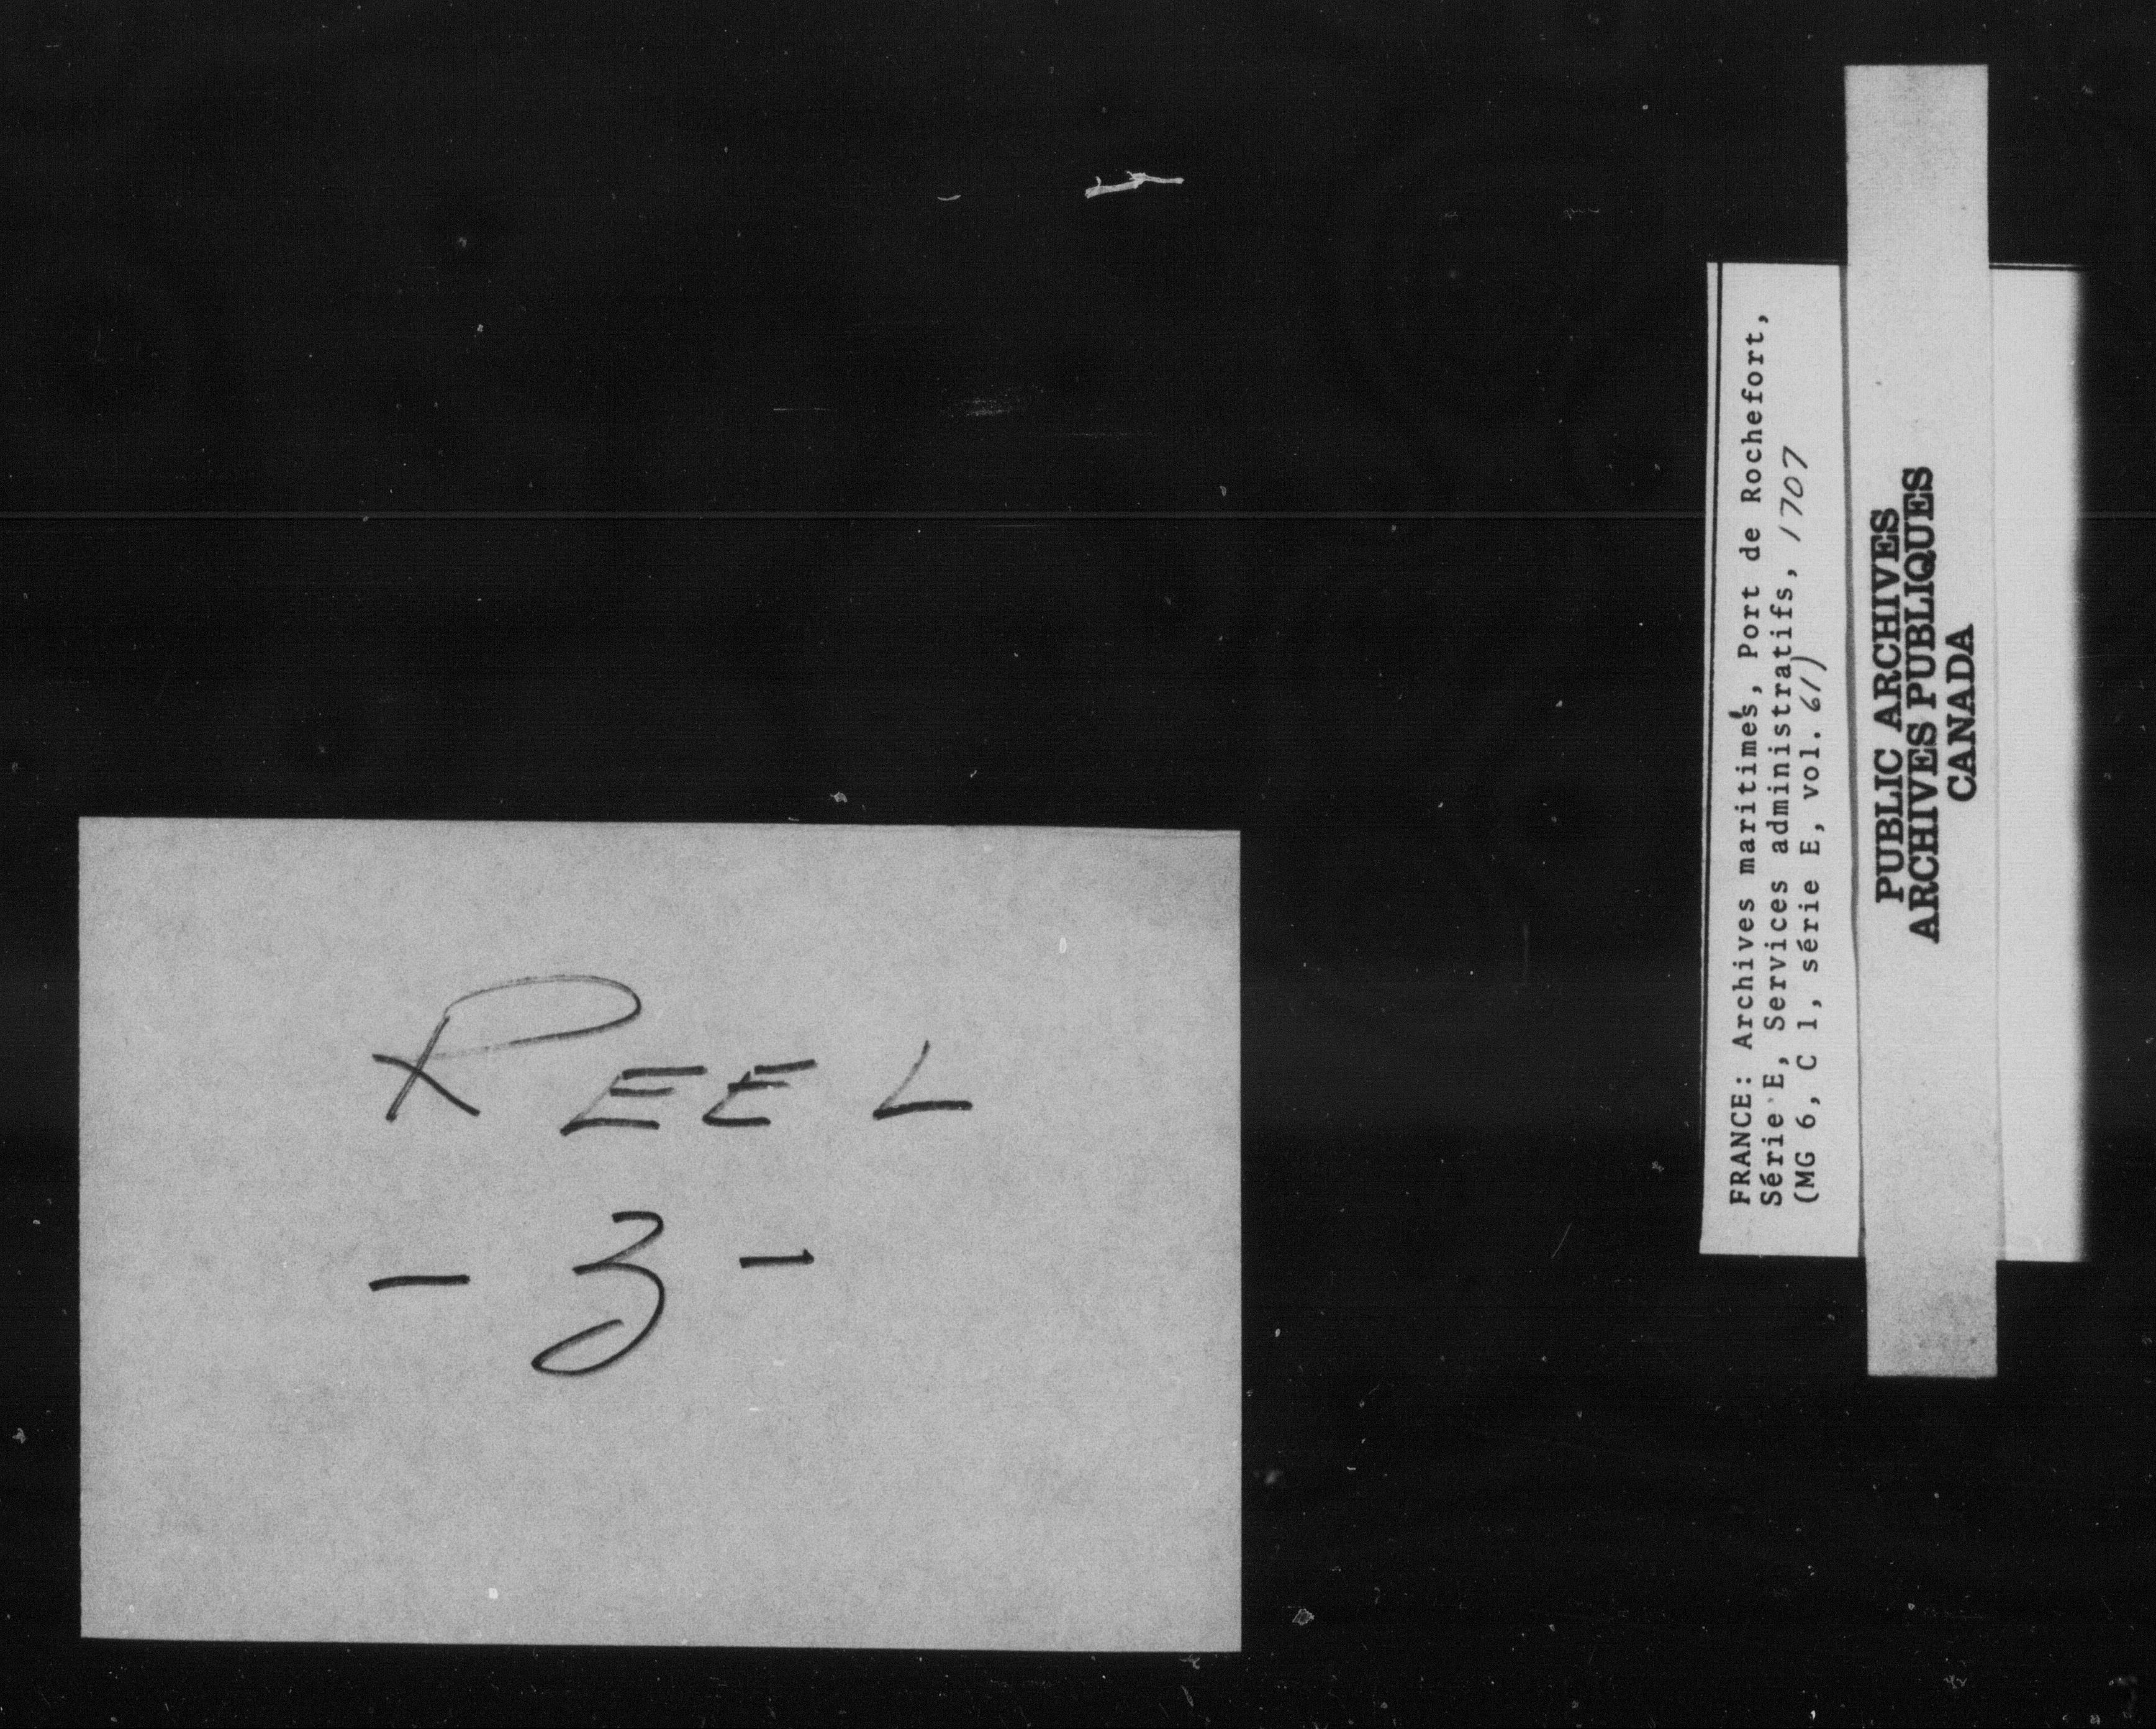 REEL
- 3 -
FRANCE: Archives maritimes, Port de Rochefort,
Série E, Services administratifs, 1707
(MG 6, C 1, série E, vol. 611)
PUBLIC ARCHIVES
ARCHIVES PUBLIQUES
CANADA